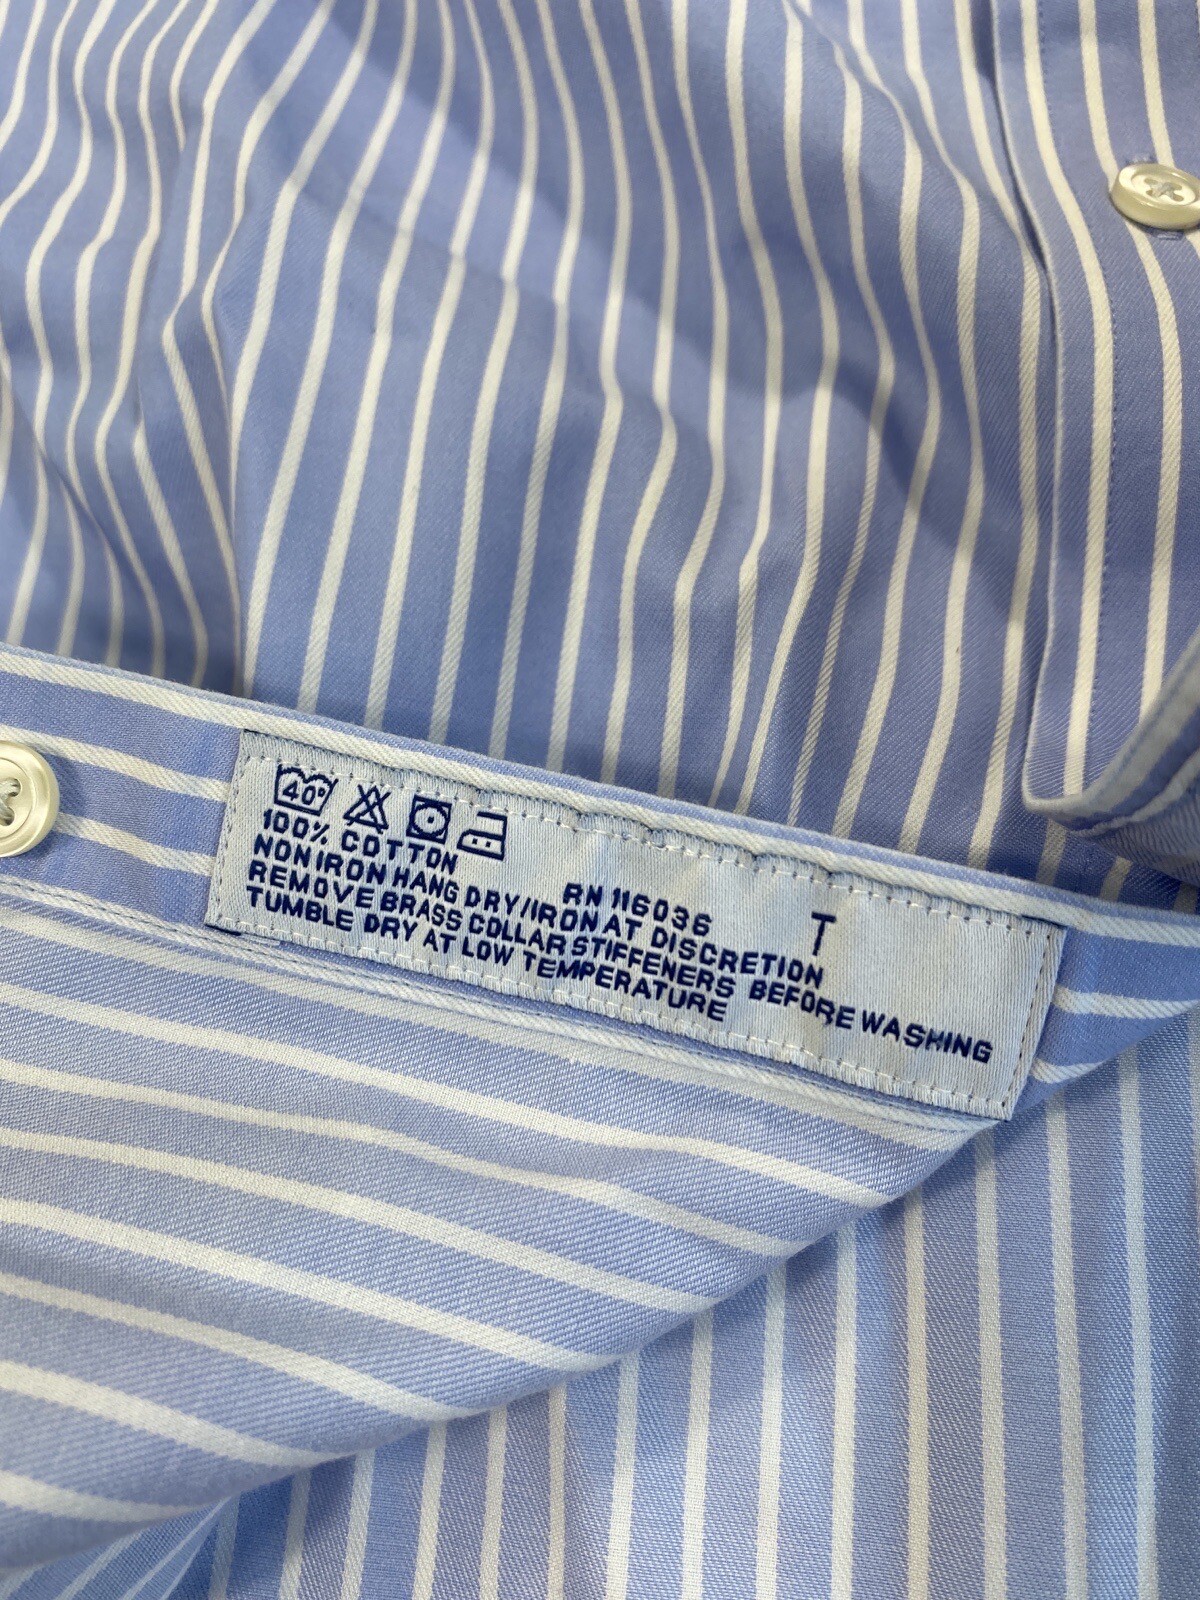 40°
100% COTTON RN 116036 T
NON IRON HANG DRY/IRON AT DISCRETION
REMOVE BRASS COLLAR STIFFENERS BEFORE WASHING
TUMBLE DRY AT LOW TEMPERATURE